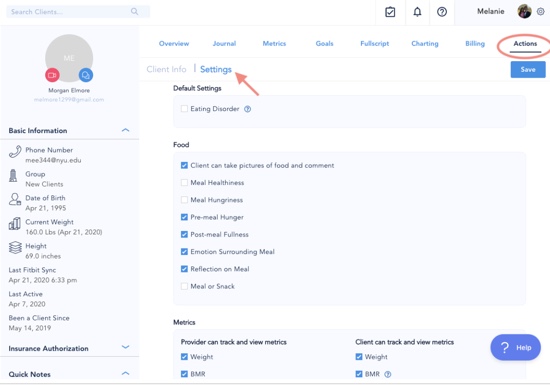 Search Clients...
Melanie
ME
Morgan Elmore
melmore1299@gmail.com
Basic Information
Phone Number
mee344@nyu.edu
Group
New Clients
Date of Birth
Apr 21, 1995
Current Weight
160.0 Lbs (Apr 21, 2020)
Height
69.0 inches
Last Fitbit Sync
Apr 21, 2020 6:33 pm
Last Active
Apr 7, 2020
Been a Client Since
May 14, 2019
Insurance Authorization
Quick Notes
Overview Journal Metrics Goals Fullscript Charting Billing Actions
Client Info | Settings
Save
Default Settings
Eating Disorder ?
Food
Client can take pictures of food and comment
Meal Healthiness
Meal Hungriness
Pre-meal Hunger
Post-meal Fullness
Emotion Surrounding Meal
Reflection on Meal
Meal or Snack
Metrics
Provider can track and view metrics
Weight
BMR
Client can track and view metrics
Weight
BMR ?
? Help